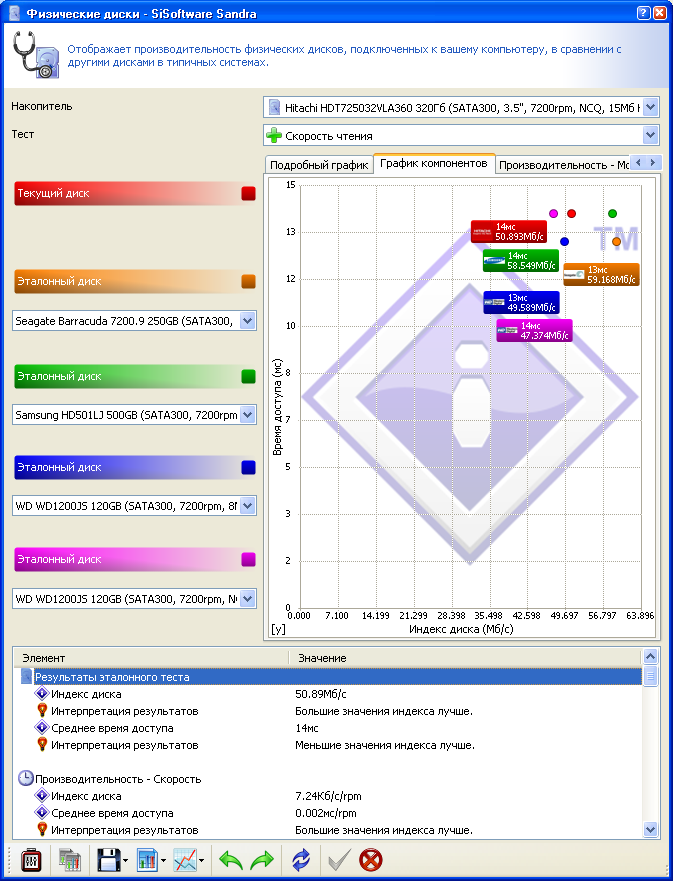 Физические диски - SiSoftware Sandra
Отображает производительность физических дисков, подключенных к вашему компьютеру, в сравнении с
другими дисками в типичных системах.
Накопитель
Hitachi HDT725032VLA360 320Гб (SATA300, 3.5", 7200rpm, NCQ, 15Мб
Тест
Скорость чтения
Подробный график
График компонентов
Производительность - Мо
Текущий диск
Эталонный диск
Seagate Barracuda 7200.9 250GB (SATA300,
Эталонный диск
Samsung HD501LJ 500GB (SATA300, 7200rpm
Эталонный диск
WD WD1200JS 120GB (SATA300, 7200rpm, 8
Эталонный диск
WD WD1200JS 120GB (SATA300, 7200rpm, N
15
13
12
10
8
7
5
3
2
0
Время доступа (мс)
TM
HITACHI
14мс
50.893Мб/с
14мс
58.549Мб/с
13мс
59.168Мб/с
13мс
49.589Мб/с
14мс
47.374Мб/с
0.000 7.100 14.199 21.299 28.398 35.498 42.598 49.697 56.797 63.896
[y]
Индекс диска (Мб/с)
Элемент Значение
Результаты эталонного теста
Индекс диска 50.89Мб/с
Интерпретация результатов Большие значения индекса лучше.
Среднее время доступа 14мс
Интерпретация результатов Меньшие значения индекса лучше.
Производительность - Скорость
Индекс диска 7.24Кб/с/rpm
Среднее время доступа 0.002мс/rpm
Интерпретация результатов Большие значения индекса лучше.